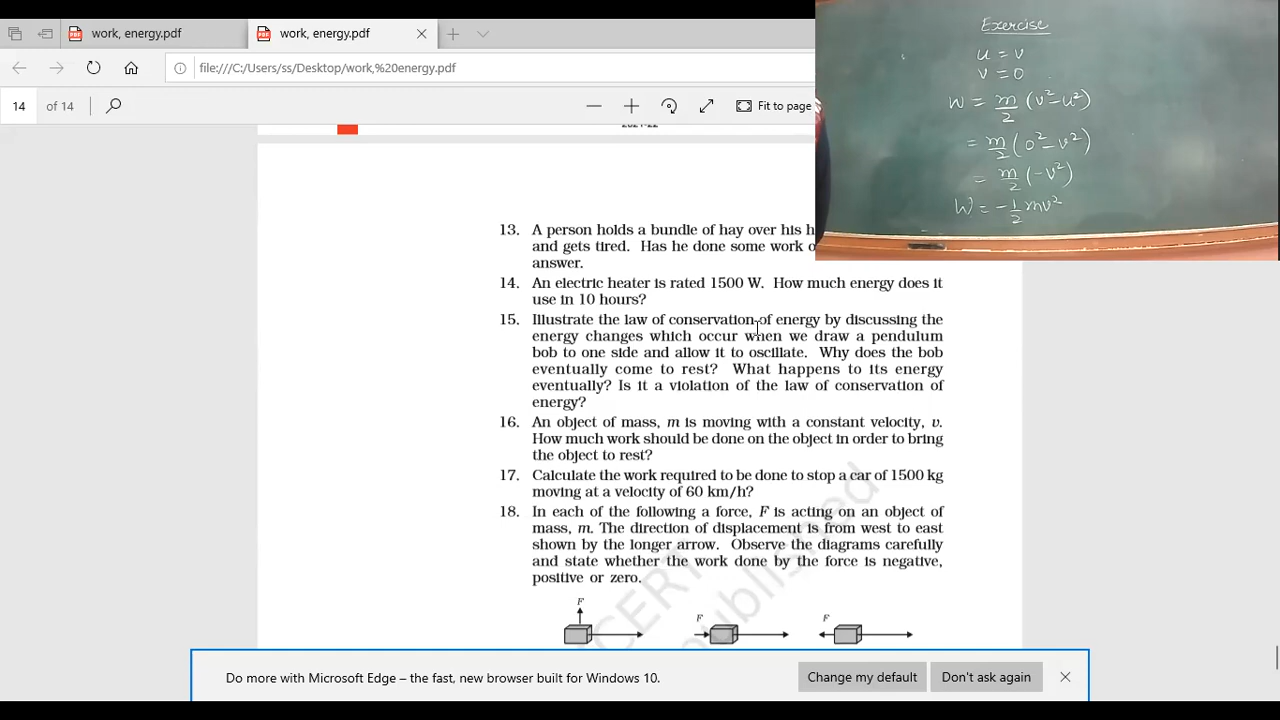 work, energy.pdf
work, energy.pdf
file:///C:/Users/ss/Desktop/work,%20energy.pdf
14 of 14
Fit to page
Exercise
u = v
v = 0
W = m/2 (v² – u²)
= m/2 (0² – v²)
= m/2 (–v²)
W = – 1/2 mv²
2021-22
13. A person holds a bundle of hay over his h
and gets tired. Has he done some work o
answer.
14. An electric heater is rated 1500 W. How much energy does it
use in 10 hours?
15. Illustrate the law of conservation of energy by discussing the
energy changes which occur when we draw a pendulum
bob to one side and allow it to oscillate. Why does the bob
eventually come to rest? What happens to its energy
eventually? Is it a violation of the law of conservation of
energy?
16. An object of mass, m is moving with a constant velocity, v.
How much work should be done on the object in order to bring
the object to rest?
17. Calculate the work required to be done to stop a car of 1500 kg
moving at a velocity of 60 km/h?
18. In each of the following a force, F is acting on an object of
mass, m. The direction of displacement is from west to east
shown by the longer arrow. Observe the diagrams carefully
and state whether the work done by the force is negative,
positive or zero.
F
F
F
NCERT
published
Do more with Microsoft Edge – the fast, new browser built for Windows 10.
Change my default
Don't ask again